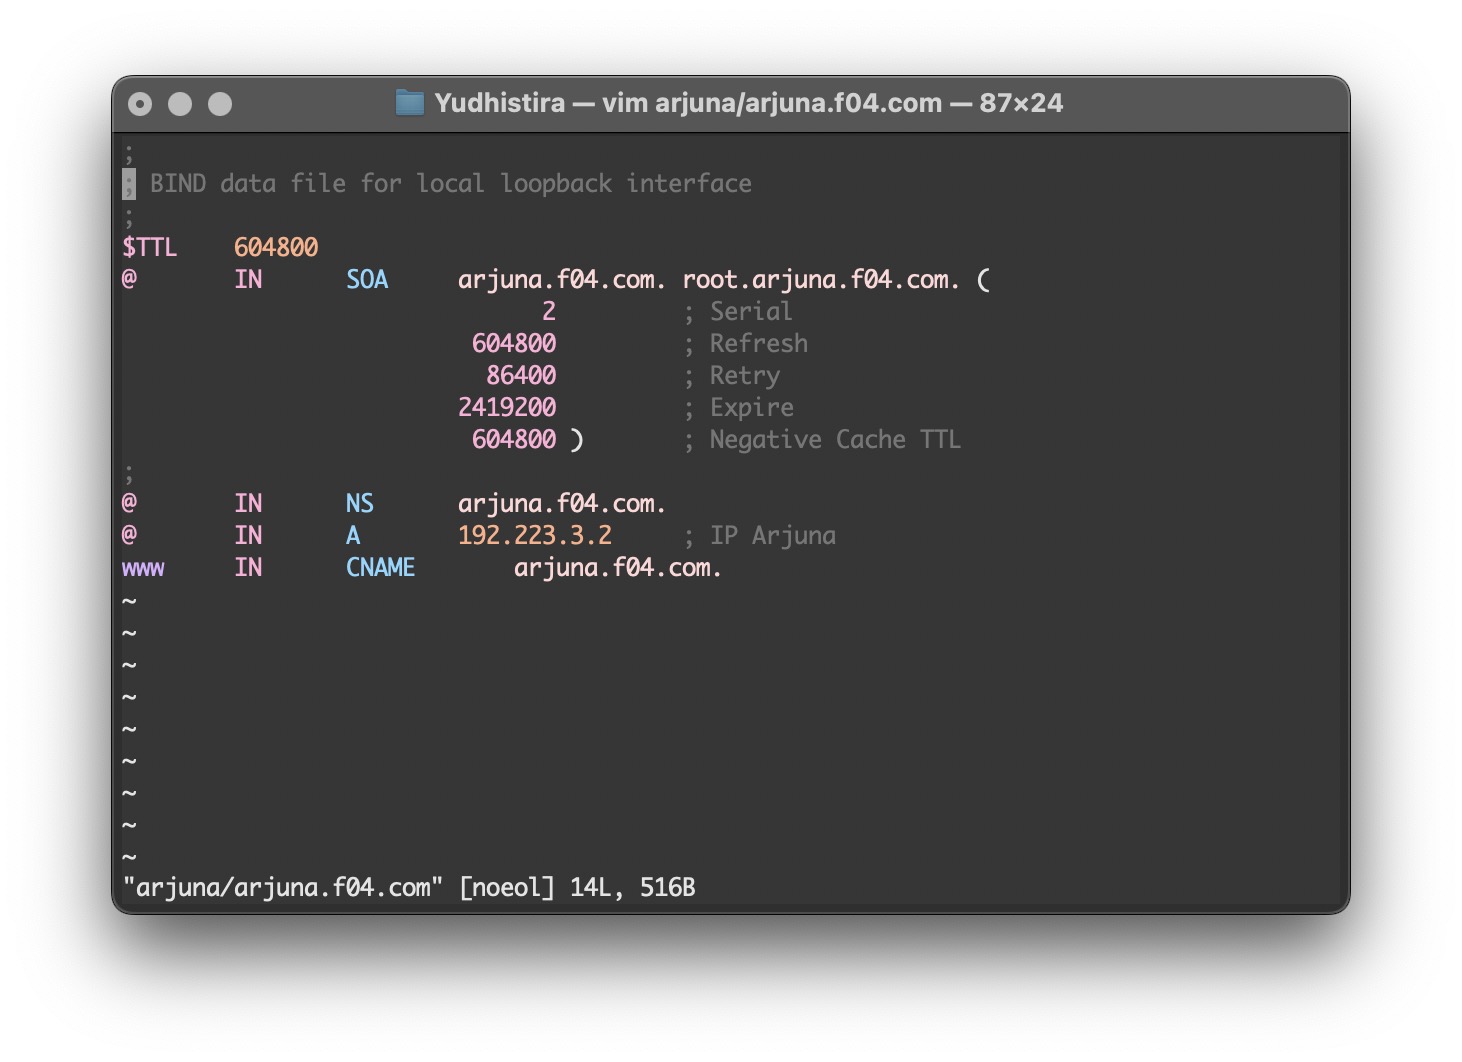 Yudhistira — vim arjuna/arjuna.f04.com — 87×24
;
; BIND data file for local loopback interface
;
$TTL    604800
@       IN      SOA     arjuna.f04.com. root.arjuna.f04.com. (
                              2         ; Serial
                         604800         ; Refresh
                          86400         ; Retry
                        2419200         ; Expire
                         604800 )       ; Negative Cache TTL
;
@       IN      NS      arjuna.f04.com.
@       IN      A       192.223.3.2     ; IP Arjuna
www     IN      CNAME       arjuna.f04.com.
~
~
~
~
~
~
~
~
~
"arjuna/arjuna.f04.com" [noeol] 14L, 516B